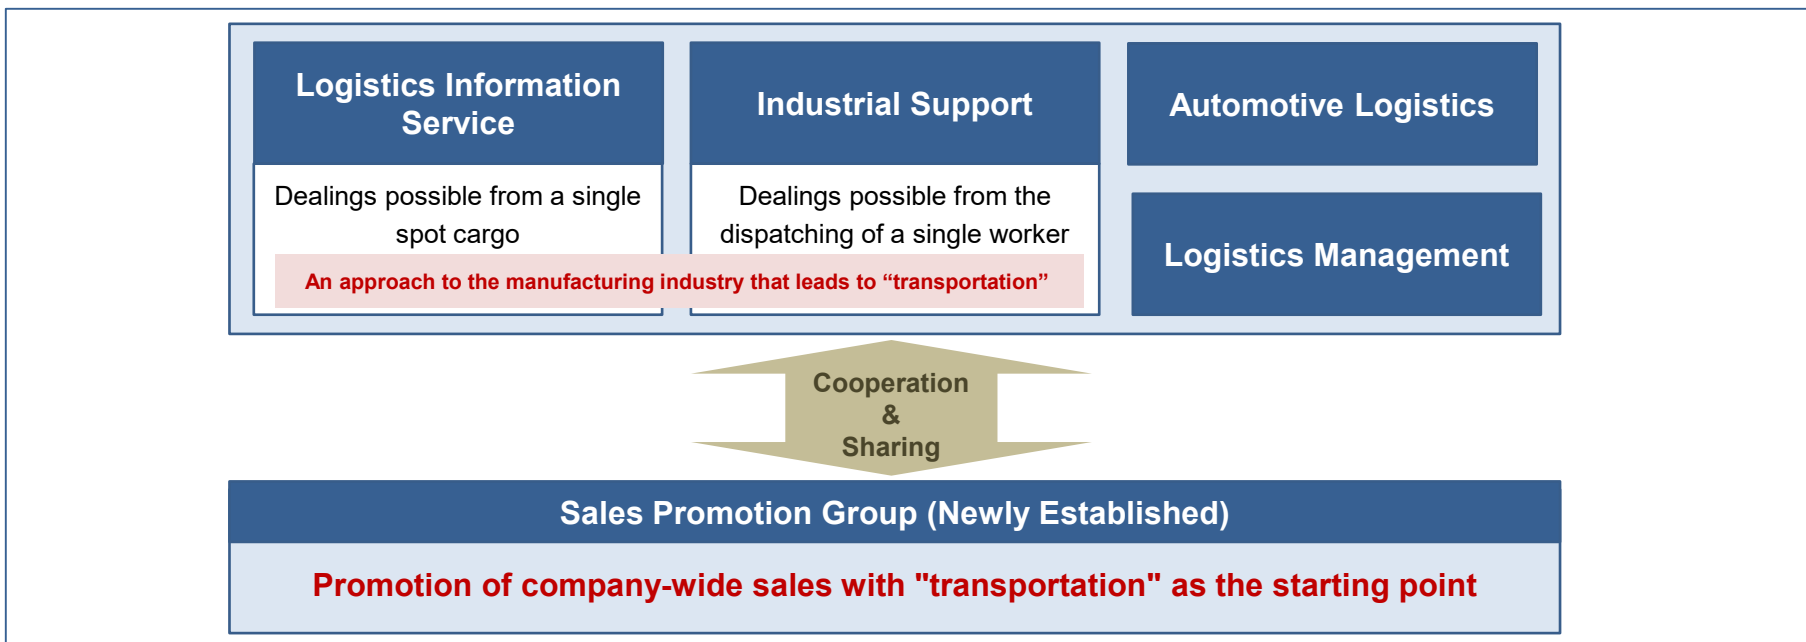 Logistics Information
Service
Dealings possible from a single
spot cargo
Industrial Support
Dealings possible from the
dispatching of a single worker
An approach to the manufacturing industry that leads to “transportation”
Automotive Logistics
Logistics Management
Cooperation
&
Sharing
Sales Promotion Group (Newly Established)
Promotion of company-wide sales with "transportation" as the starting point